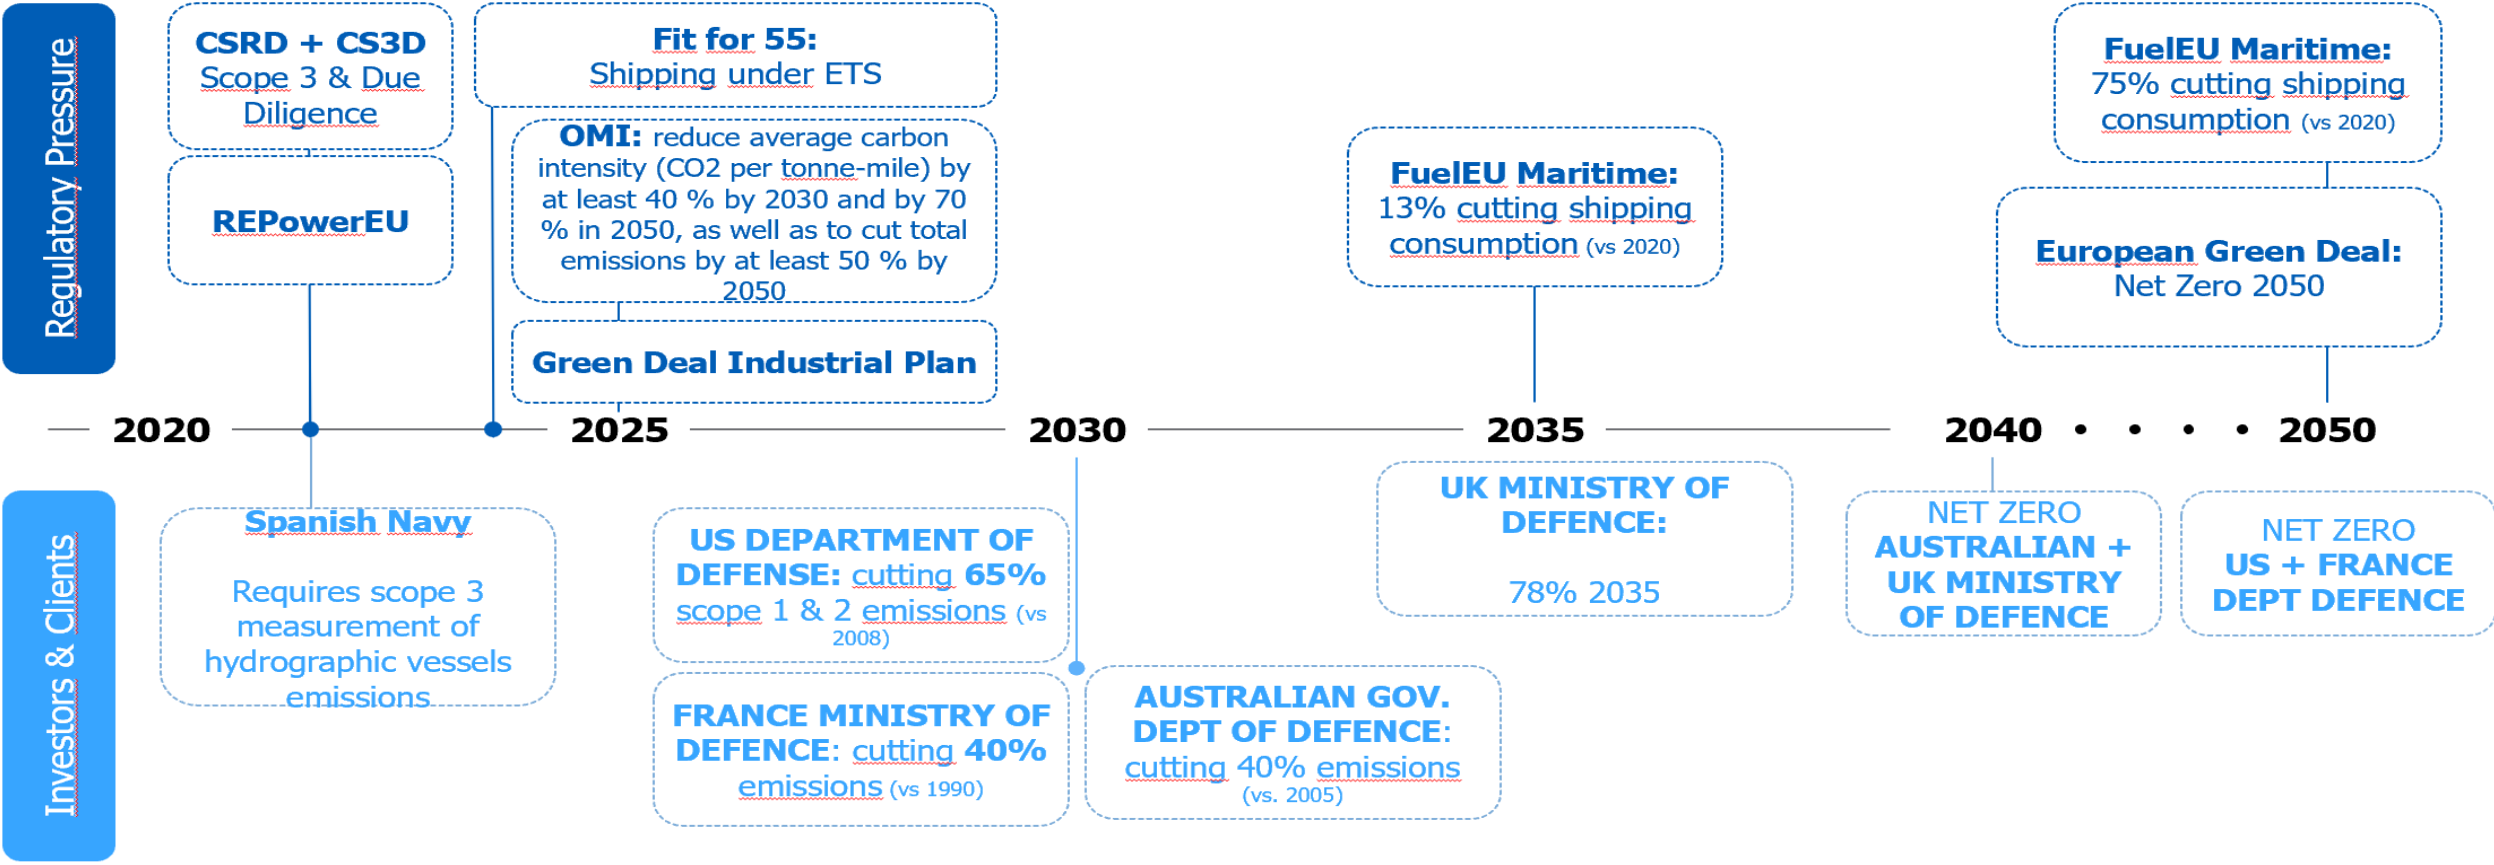 Regulatory Pressure
CSRD + CS3D
Scope 3 & Due
Diligence
REPowerEU
Fit for 55:
Shipping under ETS
OMI: reduce average carbon
intensity (CO2 per tonne-mile) by
at least 40 % by 2030 and by 70
% in 2050, as well as to cut total
emissions by at least 50 % by
2050
Green Deal Industrial Plan
FuelEU Maritime:
13% cutting shipping
consumption (vs 2020)
FuelEU Maritime:
75% cutting shipping
consumption (vs 2020)
European Green Deal:
Net Zero 2050
2020 2025 2030 2035 2040 • • • • 2050
Investors & Clients
Spanish Navy
Requires scope 3
measurement of
hydrographic vessels
emissions
US DEPARTMENT OF
DEFENSE: cutting 65%
scope 1 & 2 emissions (vs
2008)
FRANCE MINISTRY OF
DEFENCE: cutting 40%
emissions (vs 1990)
AUSTRALIAN GOV.
DEPT OF DEFENCE:
cutting 40% emissions
(vs. 2005)
UK MINISTRY OF
DEFENCE:
78% 2035
NET ZERO
AUSTRALIAN +
UK MINISTRY
OF DEFENCE
NET ZERO
US + FRANCE
DEPT DEFENCE